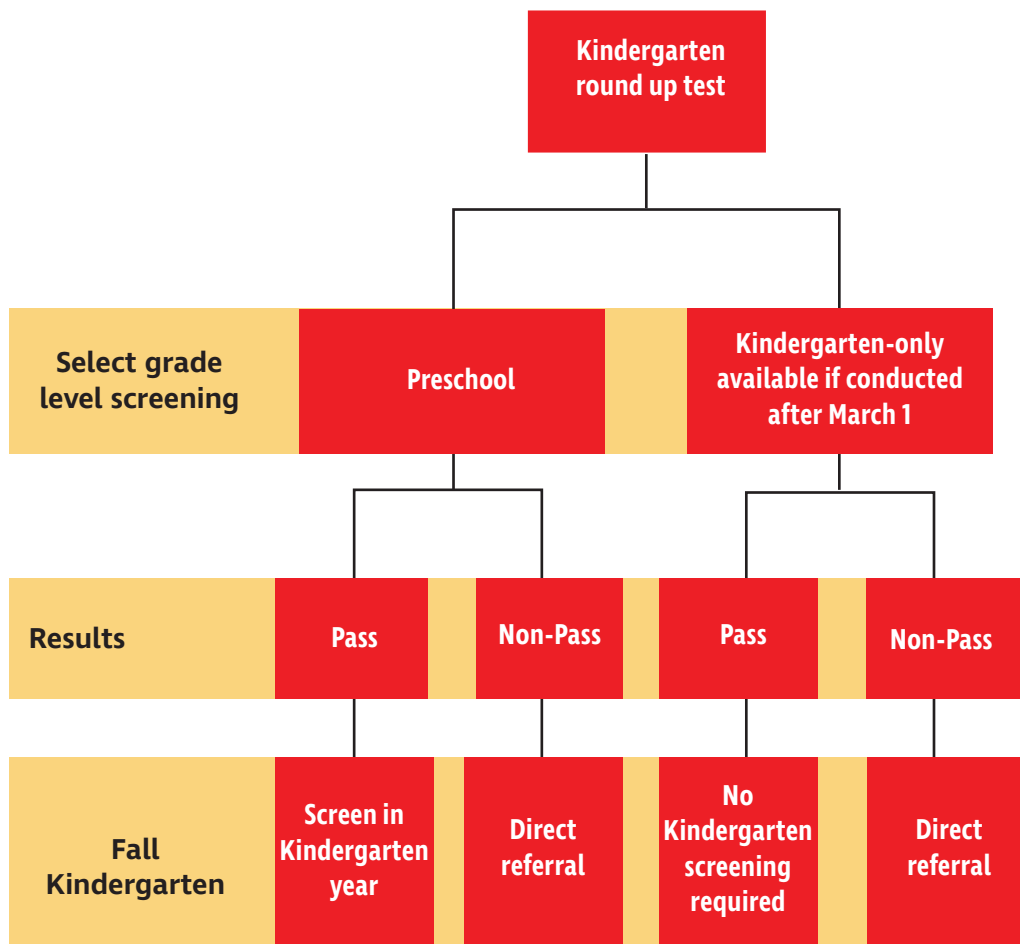 Kindergarten
round up test
Select grade
level screening
Preschool
Kindergarten-only
available if conducted
after March 1
Results
Pass
Non-Pass
Pass
Non-Pass
Fall
Kindergarten
Screen in
Kindergarten
year
Direct
referral
No
Kindergarten
screening
required
Direct
referral